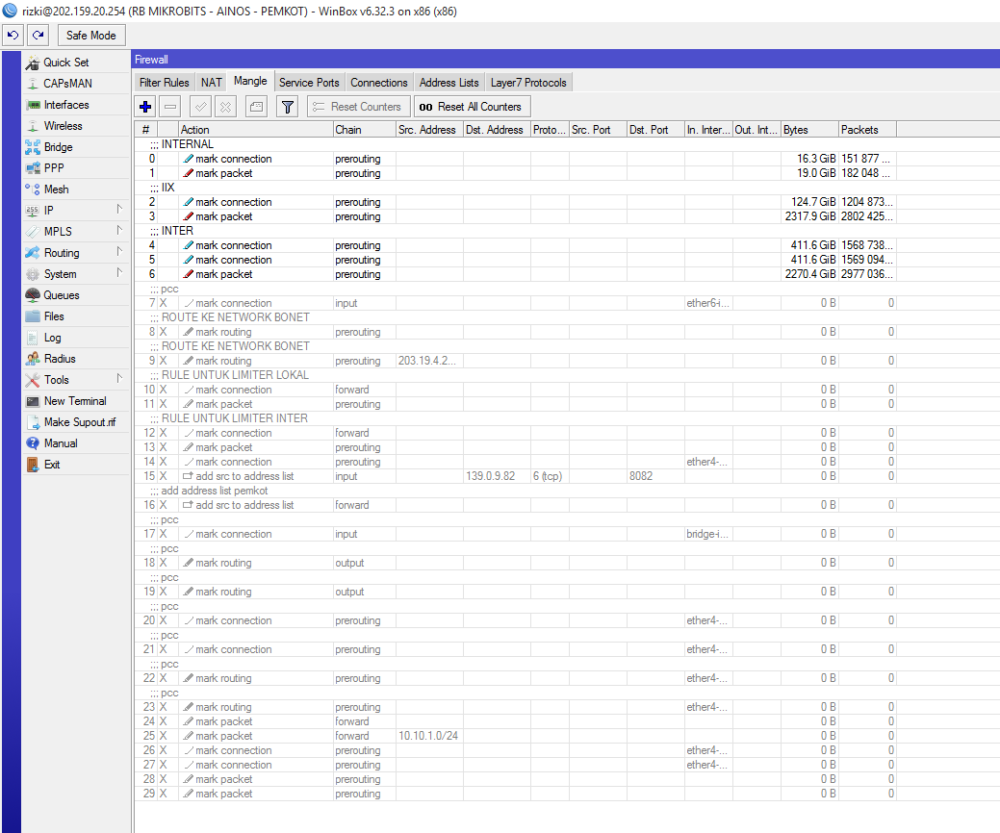 rizki@202.159.20.254 (RB MIKROBITS - AINOS - PEMKOT) - WinBox v6.32.3 on x86 (x86)
Safe Mode
Quick Set
CAPsMAN
Interfaces
Wireless
Bridge
PPP
Mesh
IP
MPLS
Routing
System
Queues
Files
Log
Radius
Tools
New Terminal
Make Supout.rif
Manual
Exit
Firewall
Filter Rules NAT Mangle Service Ports Connections Address Lists Layer7 Protocols
Reset Counters 00 Reset All Counters
# Action Chain Src. Address Dst. Address Proto... Src. Port Dst. Port In. Inter... Out. Int... Bytes Packets
;;; INTERNAL
0 mark connection prerouting 16.3 GiB 151 877 ...
1 mark packet prerouting 19.0 GiB 182 048 ...
;;; IIX
2 mark connection prerouting 124.7 GiB 1204 873...
3 mark packet prerouting 2317.9 GiB 2802 425...
;;; INTER
4 mark connection prerouting 411.6 GiB 1568 738...
5 mark connection prerouting 411.6 GiB 1569 094...
6 mark packet prerouting 2270.4 GiB 2977 036...
;;; pcc
7 X mark connection input ether6-i... 0 B 0
;;; ROUTE KE NETWORK BONET
8 X mark routing prerouting 0 B 0
;;; ROUTE KE NETWORK BONET
9 X mark routing prerouting 203.19.4.2... 0 B 0
;;; RULE UNTUK LIMITER LOKAL
10 X mark connection forward 0 B 0
11 X mark packet prerouting 0 B 0
;;; RULE UNTUK LIMITER INTER
12 X mark connection forward 0 B 0
13 X mark packet prerouting 0 B 0
14 X mark connection prerouting ether4-... 0 B 0
15 X add src to address list input 139.0.9.82 6 (tcp) 8082 0 B 0
;;; add address list pemkot
16 X add src to address list forward 0 B 0
;;; pcc
17 X mark connection input bridge-i... 0 B 0
;;; pcc
18 X mark routing output 0 B 0
;;; pcc
19 X mark routing output 0 B 0
;;; pcc
20 X mark connection prerouting ether4-... 0 B 0
;;; pcc
21 X mark connection prerouting ether4-... 0 B 0
;;; pcc
22 X mark routing prerouting ether4-... 0 B 0
;;; pcc
23 X mark routing prerouting ether4-... 0 B 0
24 X mark packet forward 0 B 0
25 X mark packet forward 10.10.1.0/24 0 B 0
26 X mark connection prerouting ether4-... 0 B 0
27 X mark connection prerouting ether4-... 0 B 0
28 X mark packet prerouting 0 B 0
29 X mark packet prerouting 0 B 0